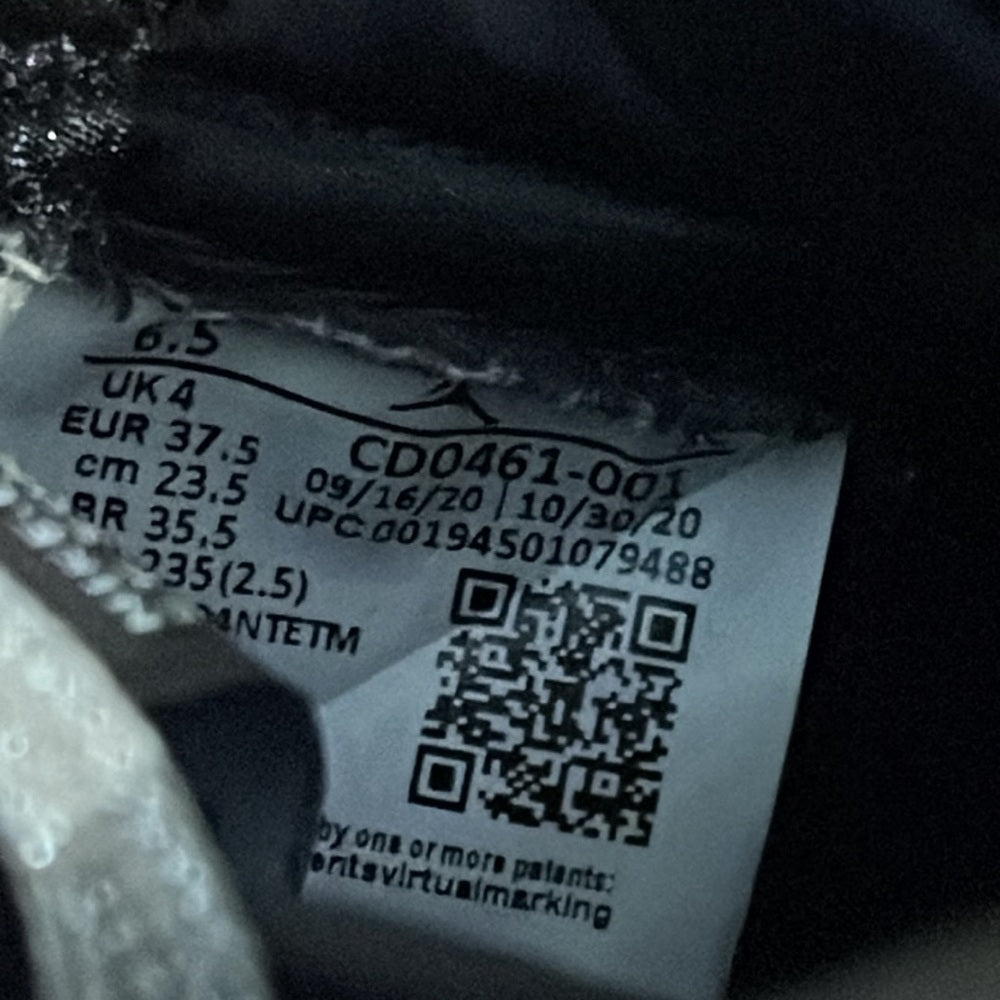 6.5
UK 4
EUR 37.5
cm 23.5
BR 35.5
235(2.5)
CD0461-001
09/16/20 | 10/30/20
UPC 00194501079488
by one or more patents: